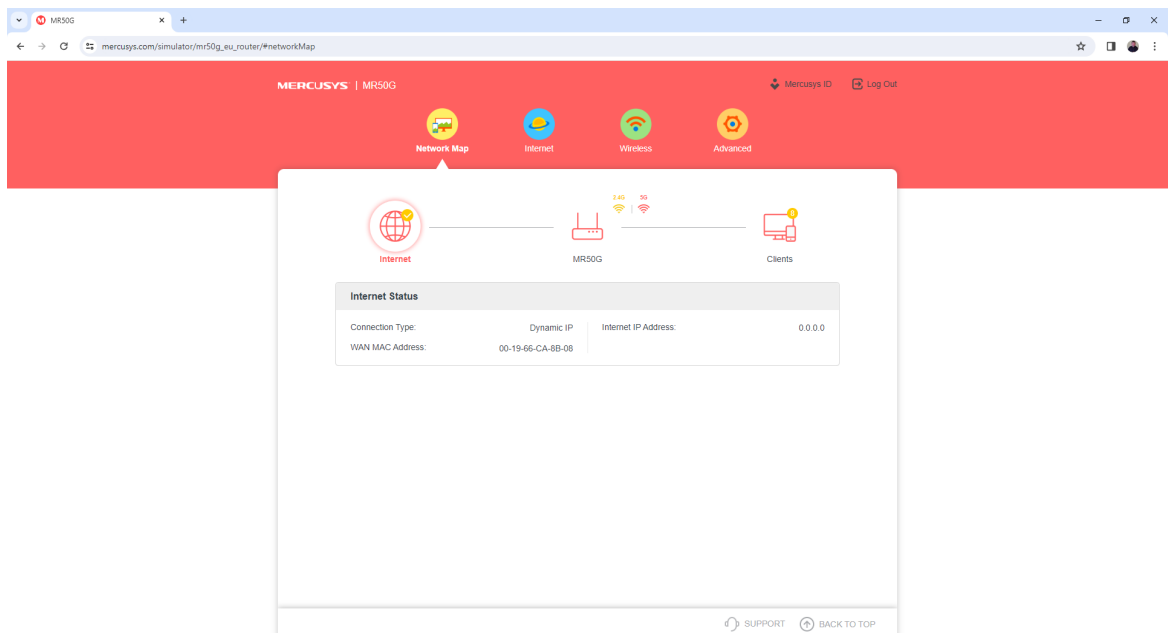 MR50G
mercusys.com/simulator/mr50g_eu_router/#networkMap
MERCUSYS | MR50G
Mercusys ID
Log Out
Network Map
Internet
Wireless
Advanced
2.4G
5G
0
Internet
MR50G
Clients
Internet Status
Connection Type: Dynamic IP
Internet IP Address: 0.0.0.0
WAN MAC Address: 00-19-66-CA-8B-08
SUPPORT
BACK TO TOP